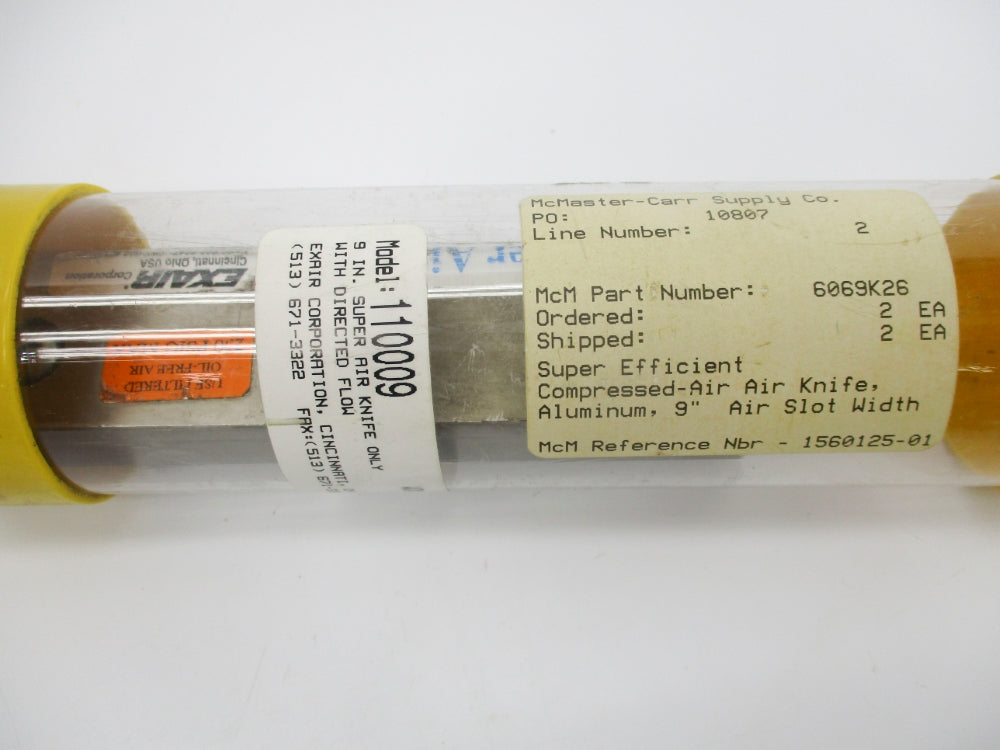 McMaster-Carr Supply Co.
PO: 10807
Line Number: 2
McM Part Number: 6069K26
Ordered: 2 EA
Shipped: 2 EA
Super Efficient
Compressed-Air Air Knife,
Aluminum, 9" Air Slot Width
McM Reference Nbr - 1560125-01
Model: 110009
9 IN. SUPER AIR KNIFE ONLY
WITH DIRECTED FLOW
EXAIR CORPORATION, CINCINNATI,
(513) 671-3322 FAX:(513)
EXAIR
Corporation
Cincinnati, Ohio USA
USE FILTERED
OIL-FREE AIR